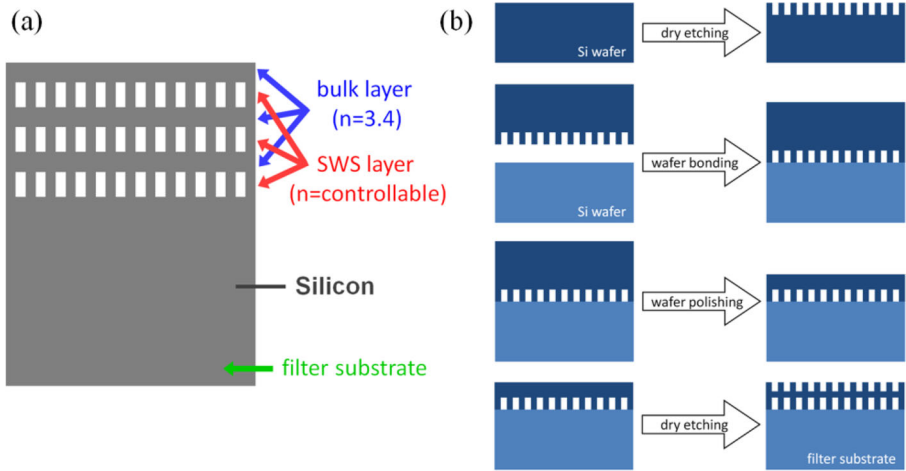 (a)
bulk layer
(n=3.4)
SWS layer
(n=controllable)
Silicon
filter substrate
(b)
Si wafer
dry etching
wafer bonding
Si wafer
wafer polishing
dry etching
filter substrate